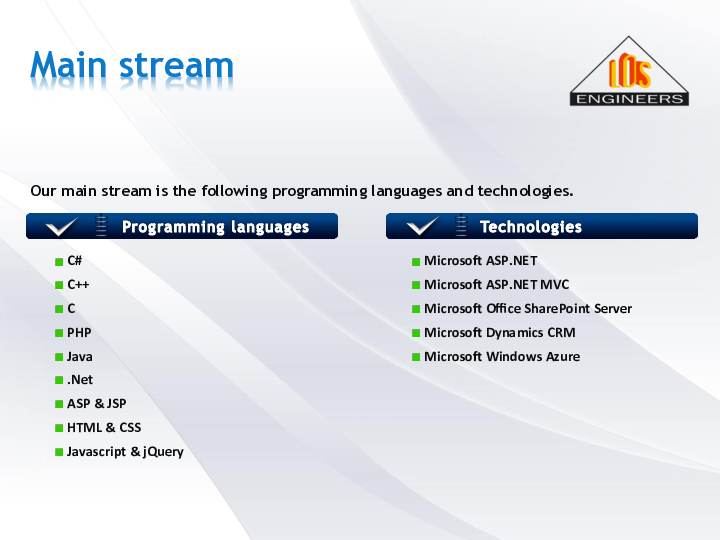 Main stream
ENGINEERS
Our main stream is the following programming languages and technologies.
Programming languages
C#
C++
C
PHP
Java
.Net
ASP & JSP
HTML & CSS
Javascript & jQuery
Technologies
Microsoft ASP.NET
Microsoft ASP.NET MVC
Microsoft Office SharePoint Server
Microsoft Dynamics CRM
Microsoft Windows Azure